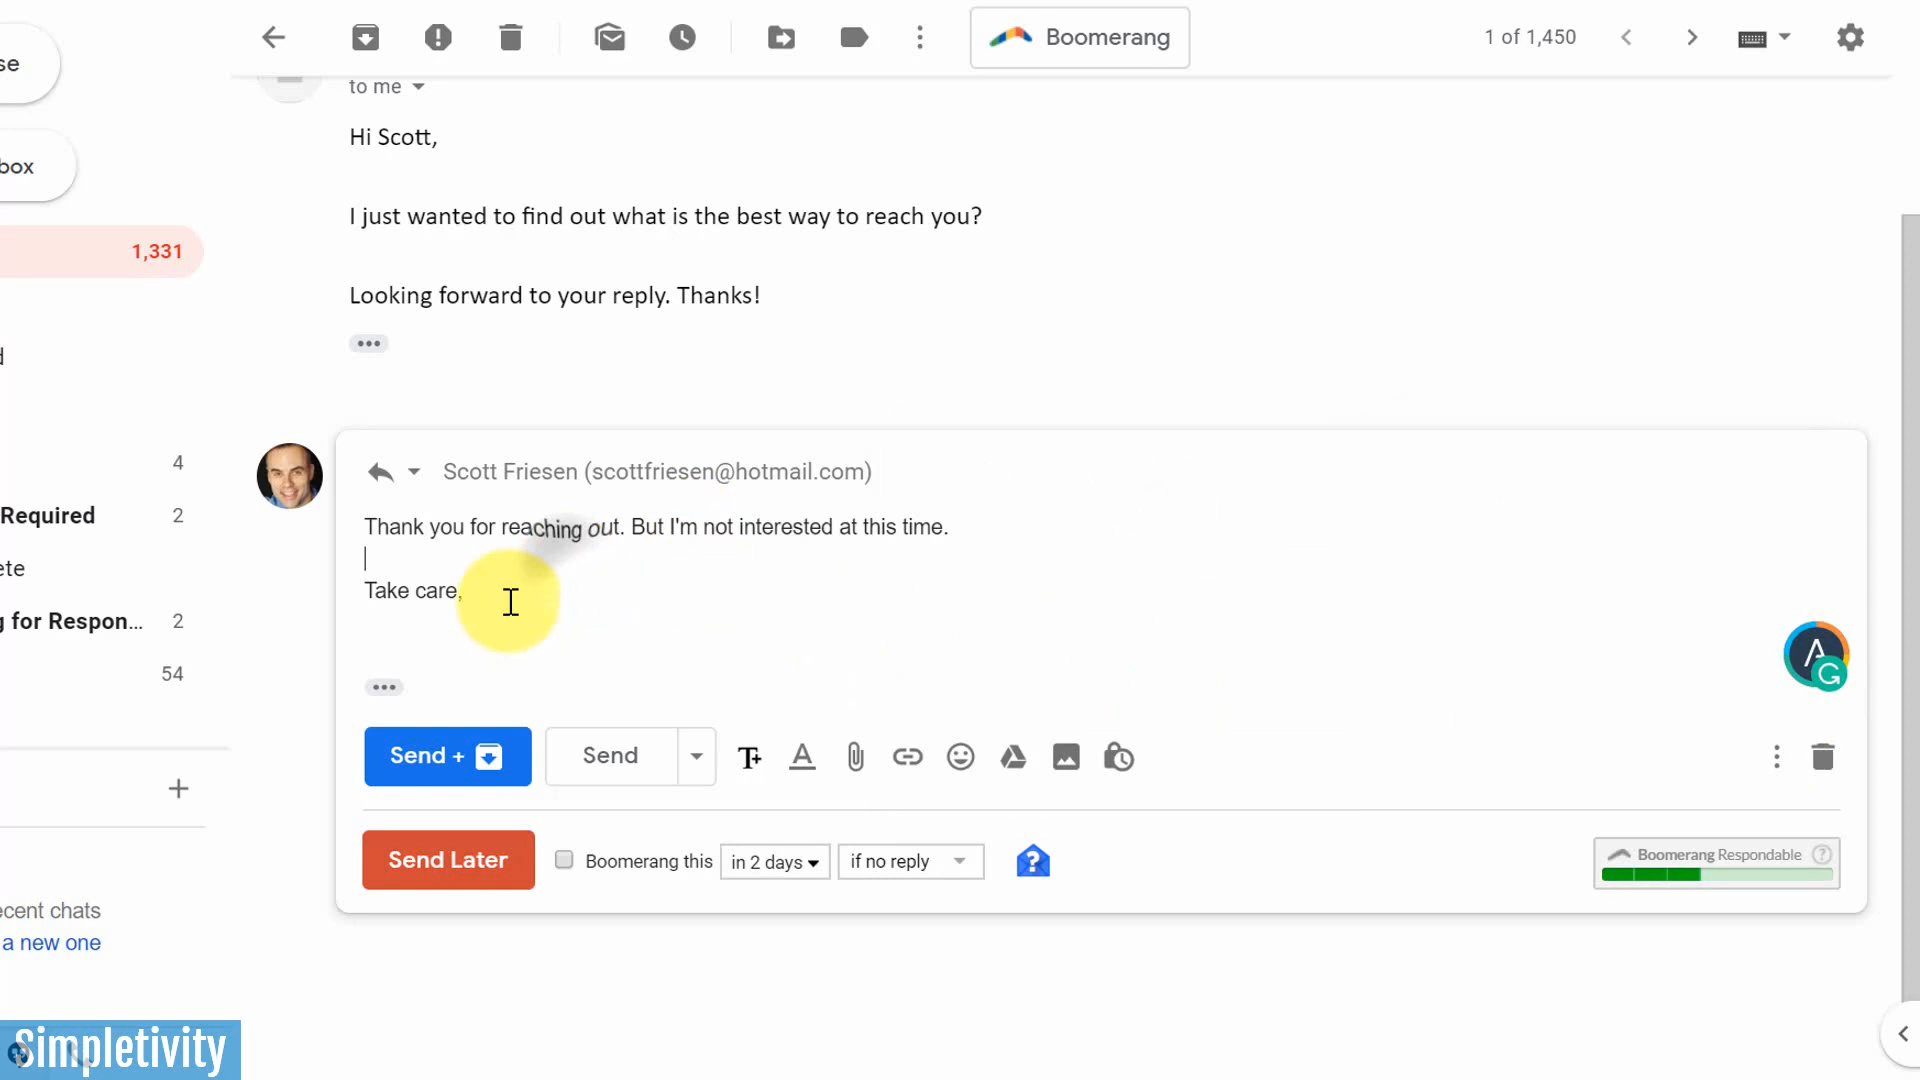 se
Boomerang
1 of 1,450
to me
box
Hi Scott,
I just wanted to find out what is the best way to reach you?
1,331
Looking forward to your reply. Thanks!
d
4
Scott Friesen (scottfriesen@hotmail.com)
Required 2
Thank you for reaching out. But I'm not interested at this time.
ete
Take care,
g for Respon... 2
54
Send +
Send
Send Later
Boomerang this
in 2 days
if no reply
Boomerang Respondable
ecent chats
a new one
Simpletivity